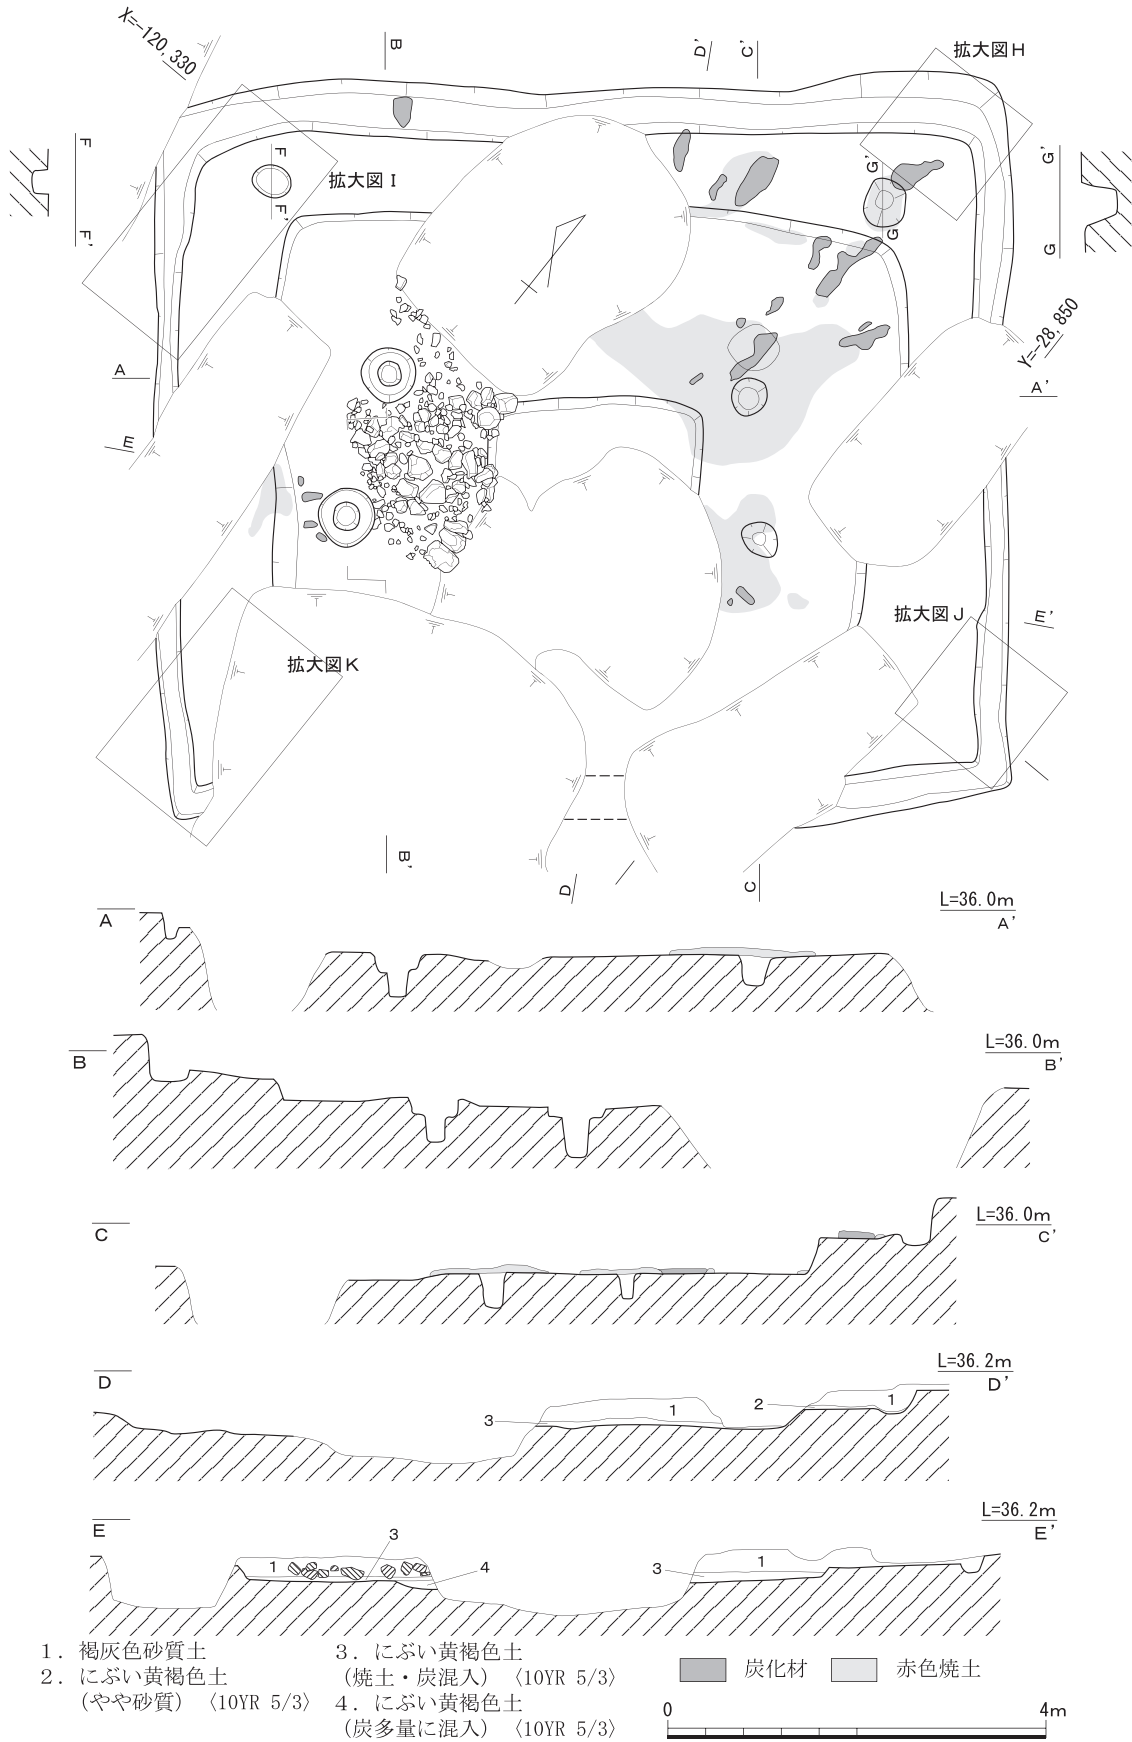 X=-120,330
B
D'
C'
拡大図H
F
F'
F
F'
拡大図I
G'
G
G'
G
Y=-28,850
A
A'
E
拡大図J
E'
拡大図K
B'
D
C
A
L=36.0m
A'
B
L=36.0m
B'
C
L=36.0m
C'
D
L=36.2m
D'
3
1
2
1
E
L=36.2m
E'
3
1
4
3
1
1．褐灰色砂質土
2．にぶい黄褐色土
（やや砂質）〈10YR 5/3〉
3．にぶい黄褐色土
（焼土・炭混入）〈10YR 5/3〉
4．にぶい黄褐色土
（炭多量に混入）〈10YR 5/3〉
炭化材
赤色焼土
0
4m